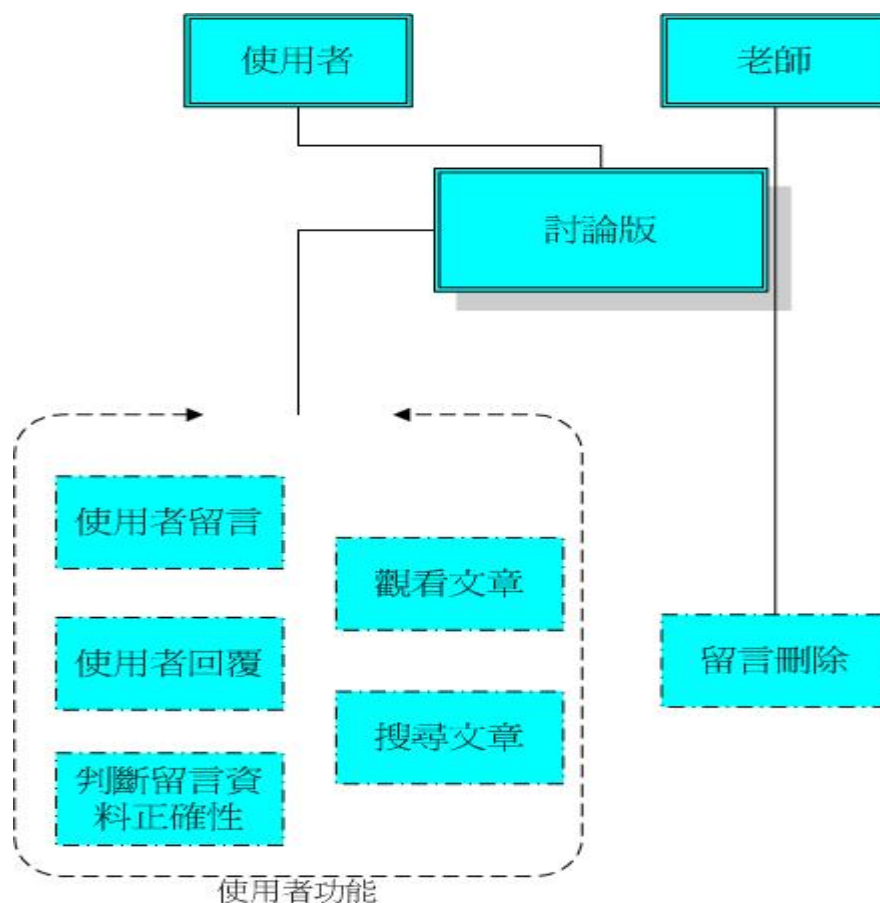 使用者
老師
討論版
使用者留言
觀看文章
使用者回覆
留言刪除
搜尋文章
判斷留言資
料正確性
使用者功能